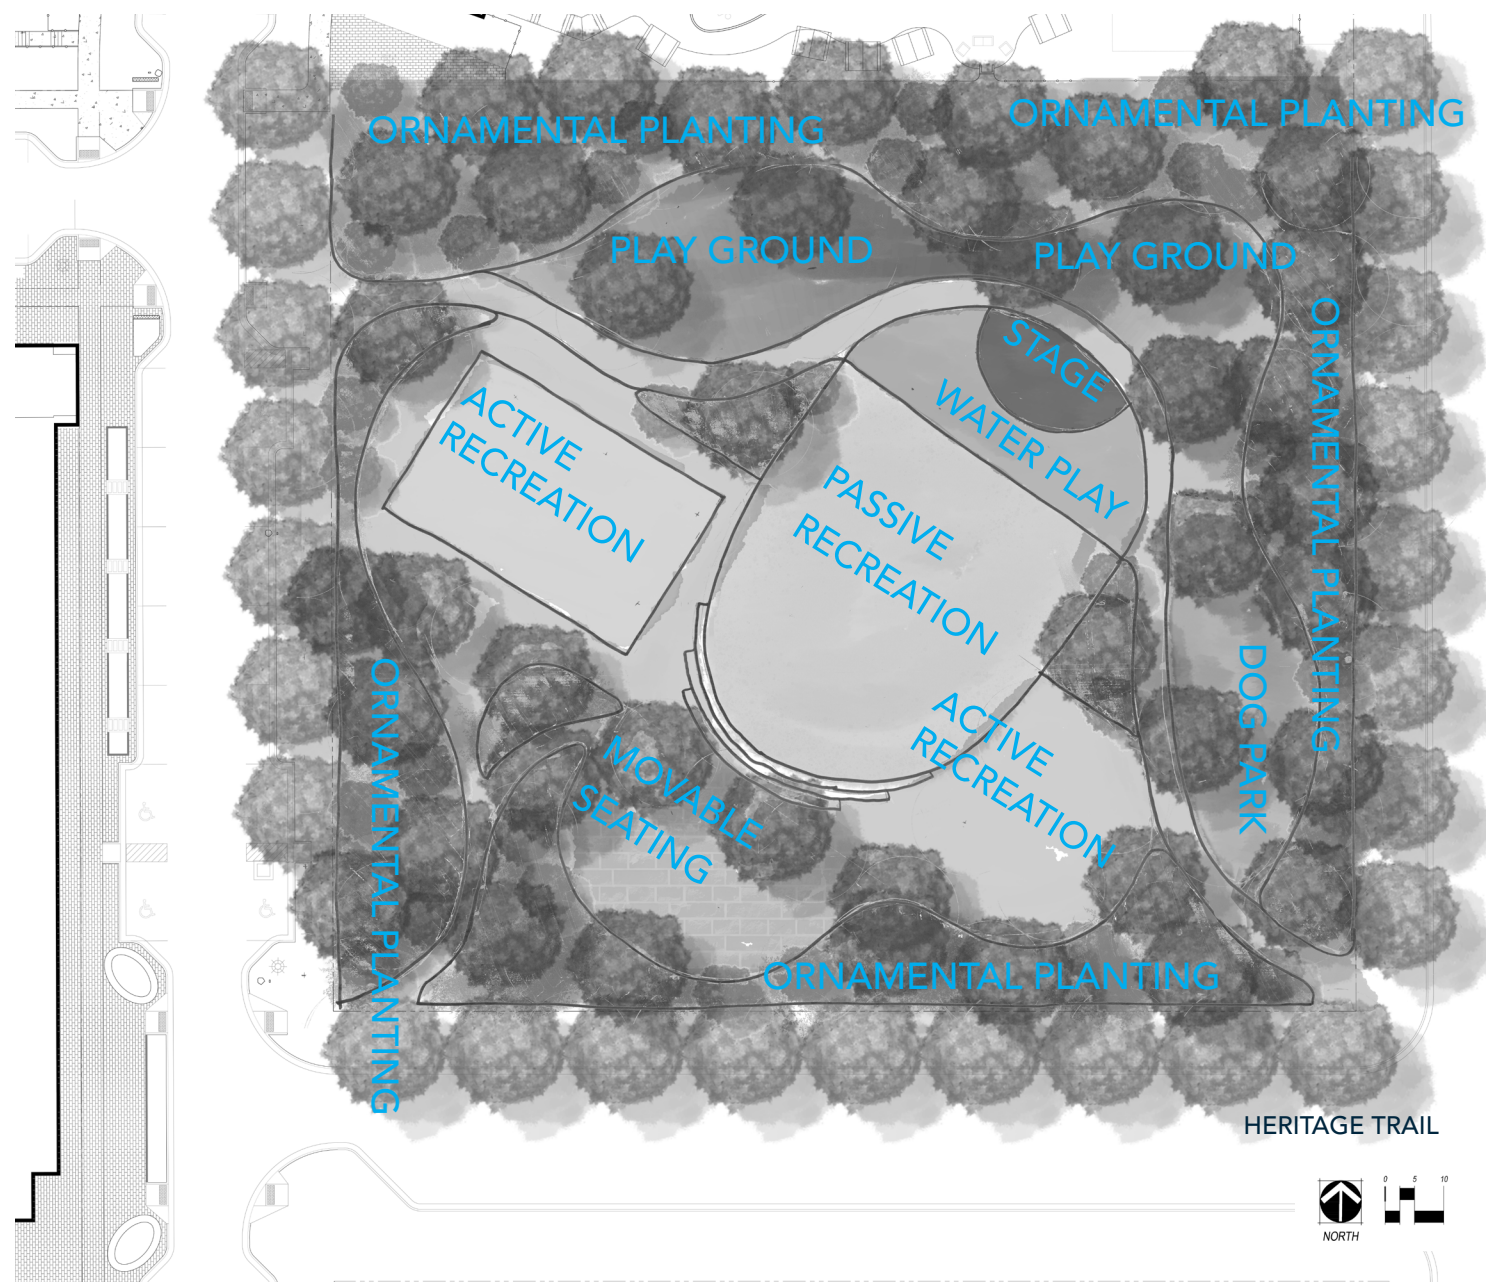 ORNAMENTAL PLANTING
ORNAMENTAL PLANTING
PLAY GROUND
PLAY GROUND
STAGE
WATER PLAY
ORNAMENTAL PLANTING
ACTIVE
RECREATION
PASSIVE
RECREATION
DOG PARK
ORNAMENTAL PLANTING
ACTIVE
RECREATION
MOVABLE
SEATING
ORNAMENTAL PLANTING
HERITAGE TRAIL
0 5 10
NORTH